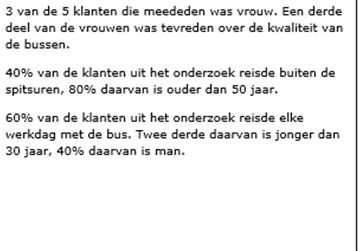 3 van de 5 klanten die meededen was vrouw. Een derde
deel van de vrouwen was tevreden over de kwaliteit van
de bussen.
40% van de klanten uit het onderzoek reisde buiten de
spitsuren, 80% daarvan is ouder dan 50 jaar.
60% van de klanten uit het onderzoek reisde elke
werkdag met de bus. Twee derde daarvan is jonger dan
30 jaar, 40% daarvan is man.